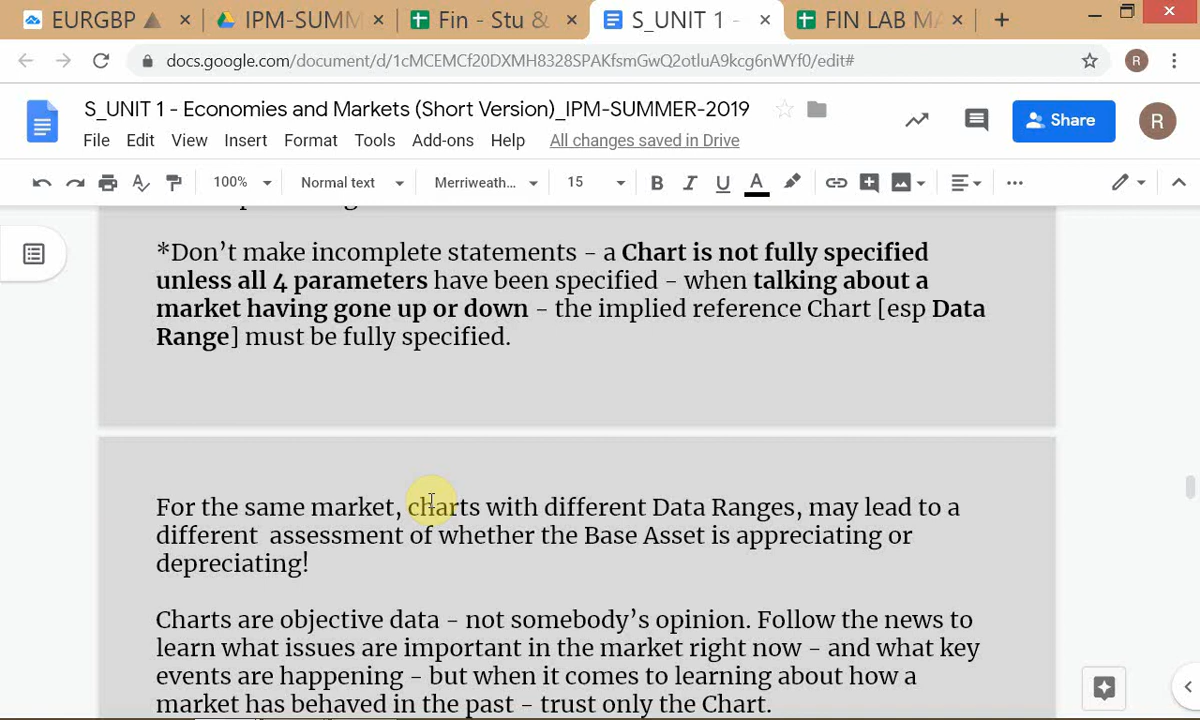 EURGBP
IPM-SUMM
Fin - Stu &
S_UNIT 1 -
FIN LAB MA
docs.google.com/document/d/1cMCEMCf20DXMH8328SPAKfsmGwQ2otluA9kcg6nWYf0/edit#
R
S_UNIT 1 - Economies and Markets (Short Version)_IPM-SUMMER-2019
Share
R
File Edit View Insert Format Tools Add-ons Help All changes saved in Drive
100% Normal text Merriweath... 15 B I U A
*Don't make incomplete statements - a Chart is not fully specified
unless all 4 parameters have been specified - when talking about a
market having gone up or down - the implied reference Chart [esp Data
Range] must be fully specified.
For the same market, charts with different Data Ranges, may lead to a
different  assessment of whether the Base Asset is appreciating or
depreciating!
Charts are objective data - not somebody's opinion. Follow the news to
learn what issues are important in the market right now - and what key
events are happening - but when it comes to learning about how a
market has behaved in the past - trust only the Chart.